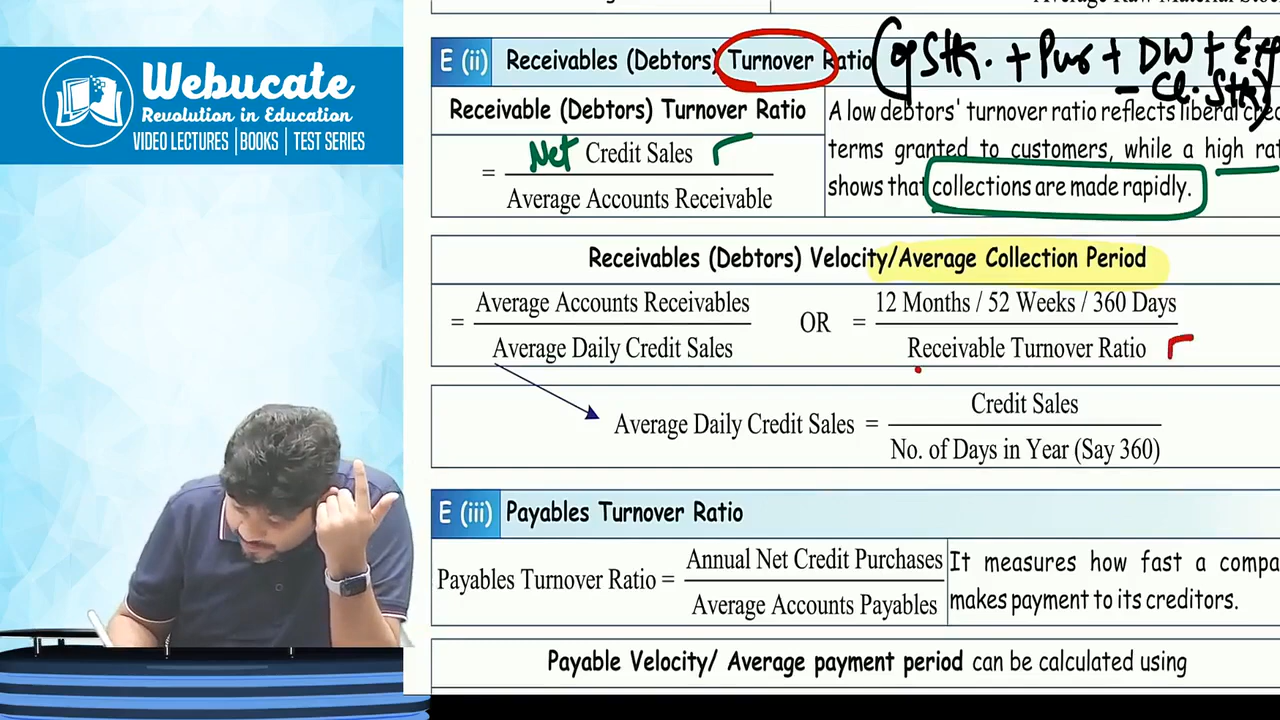 Webucate
Revolution in Education
VIDEO LECTURES | BOOKS | TEST SERIES
E (ii) Receivables (Debtors) Turnover Ratio
Stk. + Pur + DW +
- Cl. Stk)
Receivable (Debtors) Turnover Ratio
= Net Credit Sales
Average Accounts Receivable
A low debtors' turnover ratio reflects liberal
terms granted to customers, while a high
shows that collections are made rapidly.
Receivables (Debtors) Velocity/Average Collection Period
= Average Accounts Receivables
Average Daily Credit Sales
OR
= 12 Months / 52 Weeks / 360 Days
Receivable Turnover Ratio
Average Daily Credit Sales = Credit Sales
No. of Days in Year (Say 360)
E (iii) Payables Turnover Ratio
Payables Turnover Ratio = Annual Net Credit Purchases
Average Accounts Payables
It measures how fast a
makes payment to its creditors.
Payable Velocity/ Average payment period can be calculated using